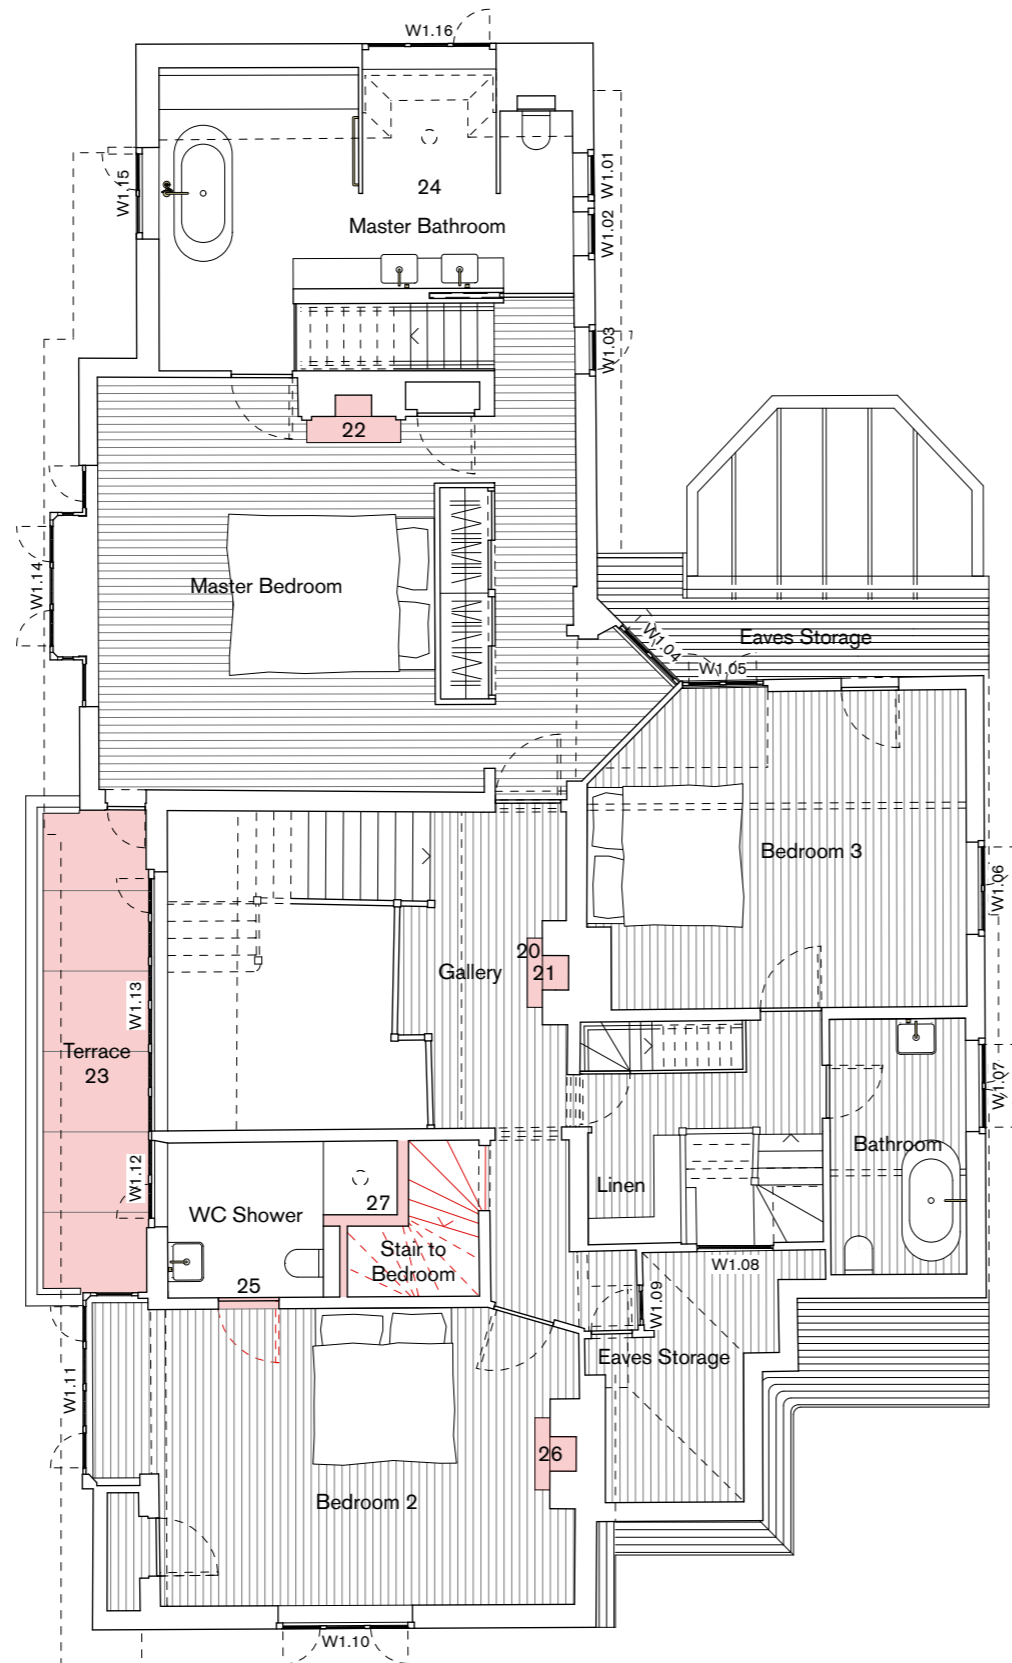 W1.16
W1.15
24
Master Bathroom
W1.01
W1.02
W1.03
22
Master Bedroom
W1.14
W1.04
Eaves Storage
W1.05
Bedroom 3
W1.06
20
21
Gallery
W1.13
Terrace
23
W1.07
Bathroom
W1.12
Linen
27
WC Shower
Stair to
Bedroom
W1.08
25
W1.09
Eaves Storage
W1.11
26
Bedroom 2
W1.10